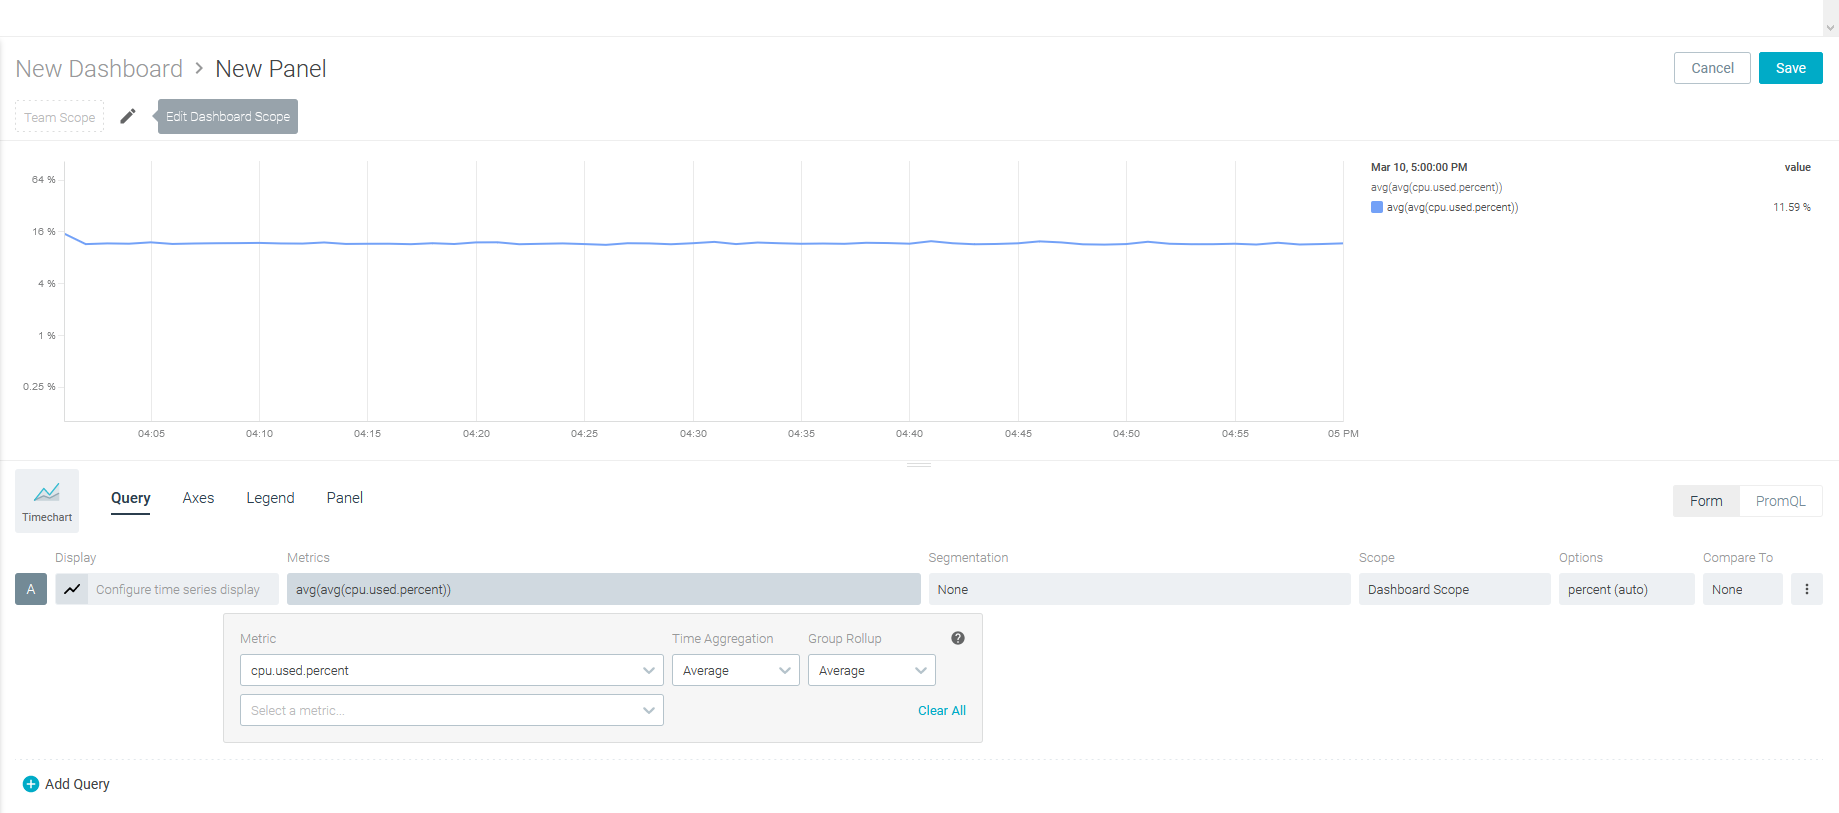 New Dashboard > New Panel
Cancel
Save
Team Scope
Edit Dashboard Scope
64 %
16 %
4 %
1 %
0.25 %
04:05 04:10 04:15 04:20 04:25 04:30 04:35 04:40 04:45 04:50 04:55 05 PM
Mar 10, 5:00:00 PM value
avg(avg(cpu.used.percent))
avg(avg(cpu.used.percent)) 11.59 %
Timechart
Query Axes Legend Panel
Form PromQL
Display Metrics Segmentation Scope Options Compare To
A Configure time series display avg(avg(cpu.used.percent)) None Dashboard Scope percent (auto) None
Metric Time Aggregation Group Rollup ?
cpu.used.percent Average Average
Select a metric... Clear All
+ Add Query